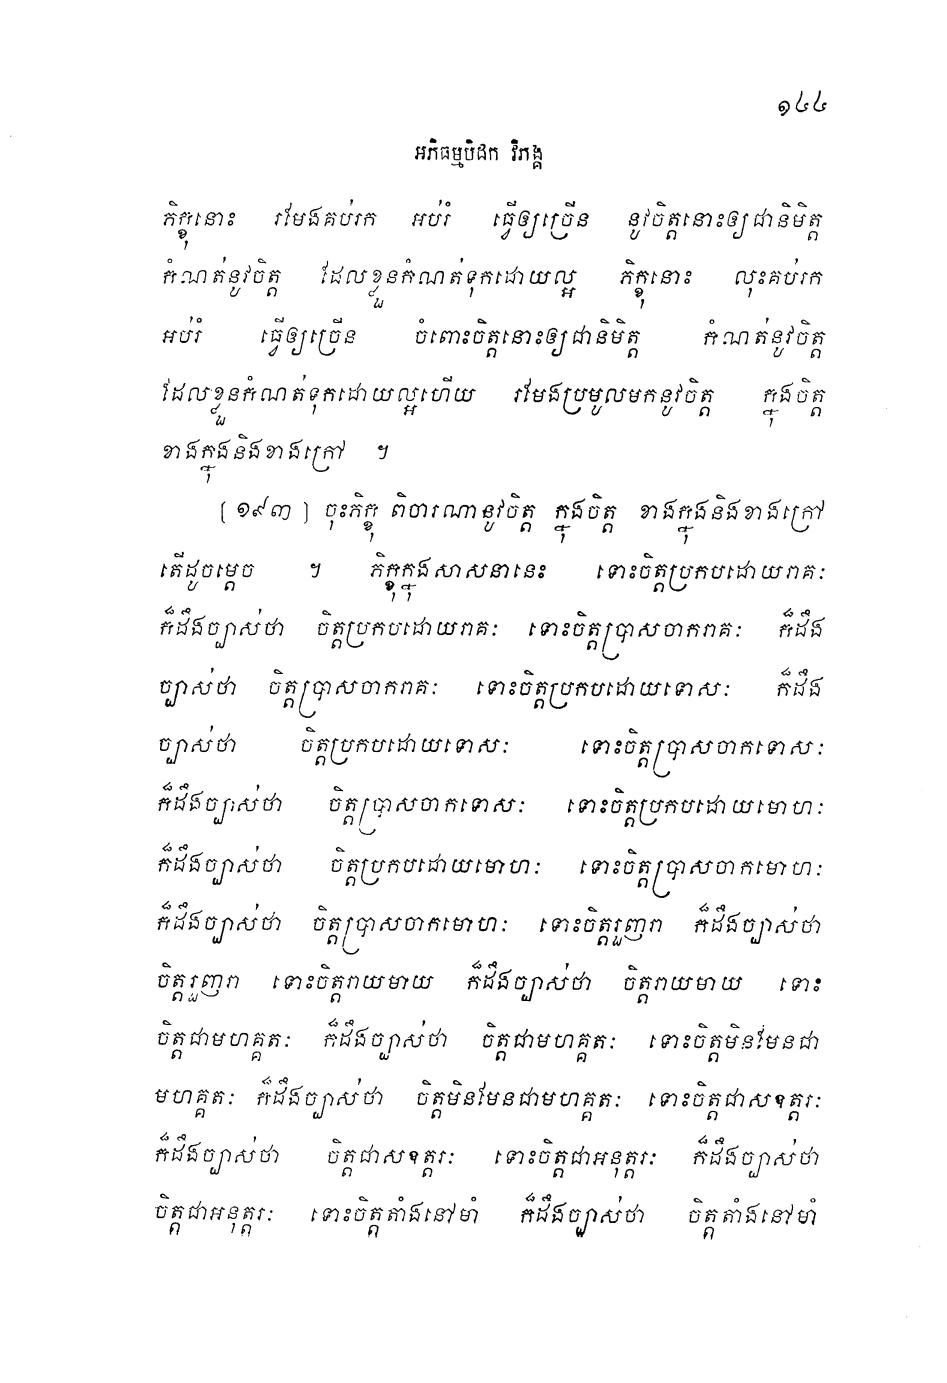 ១៤៤
អភិធម្មបិដក វិភង្គ
ភិក្ខុនោះ រមែងគប់រក អប់រំ ធ្វើឲ្យច្រើន នូវចិត្តនោះឲ្យជានិមិត្ត
កំណត់នូវចិត្ត ដែលខ្លួនកំណត់ទុកដោយល្អ ភិក្ខុនោះ លុះគប់រក
អប់រំ ធ្វើឲ្យច្រើន ចំពោះចិត្តនោះឲ្យជានិមិត្ត កំណត់នូវចិត្ត
ដែលខ្លួនកំណត់ទុកដោយល្អហើយ រមែងប្រមូលមកនូវចិត្ត ក្នុងចិត្ត
ខាងក្នុងនិងខាងក្រៅ ។
[១៩៣] ចុះភិក្ខុ ពិចារណានូវចិត្ត ក្នុងចិត្ត ខាងក្នុងនិងខាងក្រៅ
តើដូចម្តេច ។ ភិក្ខុក្នុងសាសនានេះ ទោះចិត្តប្រកបដោយរាគៈ
ក៏ដឹងច្បាស់ថា ចិត្តប្រកបដោយរាគៈ ទោះចិត្តប្រាសចាករាគៈ ក៏ដឹង
ច្បាស់ថា ចិត្តប្រាសចាករាគៈ ទោះចិត្តប្រកបដោយទោសៈ ក៏ដឹង
ច្បាស់ថា ចិត្តប្រកបដោយទោសៈ ទោះចិត្តប្រាសចាកទោសៈ
ក៏ដឹងច្បាស់ថា ចិត្តប្រាសចាកទោសៈ ទោះចិត្តប្រកបដោយមោហៈ
ក៏ដឹងច្បាស់ថា ចិត្តប្រកបដោយមោហៈ ទោះចិត្តប្រាសចាកមោហៈ
ក៏ដឹងច្បាស់ថា ចិត្តប្រាសចាកមោហៈ ទោះចិត្តរួញរា ក៏ដឹងច្បាស់ថា
ចិត្តរួញរា ទោះចិត្តរាយមាយ ក៏ដឹងច្បាស់ថា ចិត្តរាយមាយ ទោះ
ចិត្តជាមហគ្គតៈ ក៏ដឹងច្បាស់ថា ចិត្តជាមហគ្គតៈ ទោះចិត្តមិនមែនជា
មហគ្គតៈ ក៏ដឹងច្បាស់ថា ចិត្តមិនមែនជាមហគ្គតៈ ទោះចិត្តជាសឧត្តរៈ
ក៏ដឹងច្បាស់ថា ចិត្តជាសឧត្តរៈ ទោះចិត្តជាអនុត្តរៈ ក៏ដឹងច្បាស់ថា
ចិត្តជាអនុត្តរៈ ទោះចិត្តតាំងនៅមាំ ក៏ដឹងច្បាស់ថា ចិត្តតាំងនៅមាំ